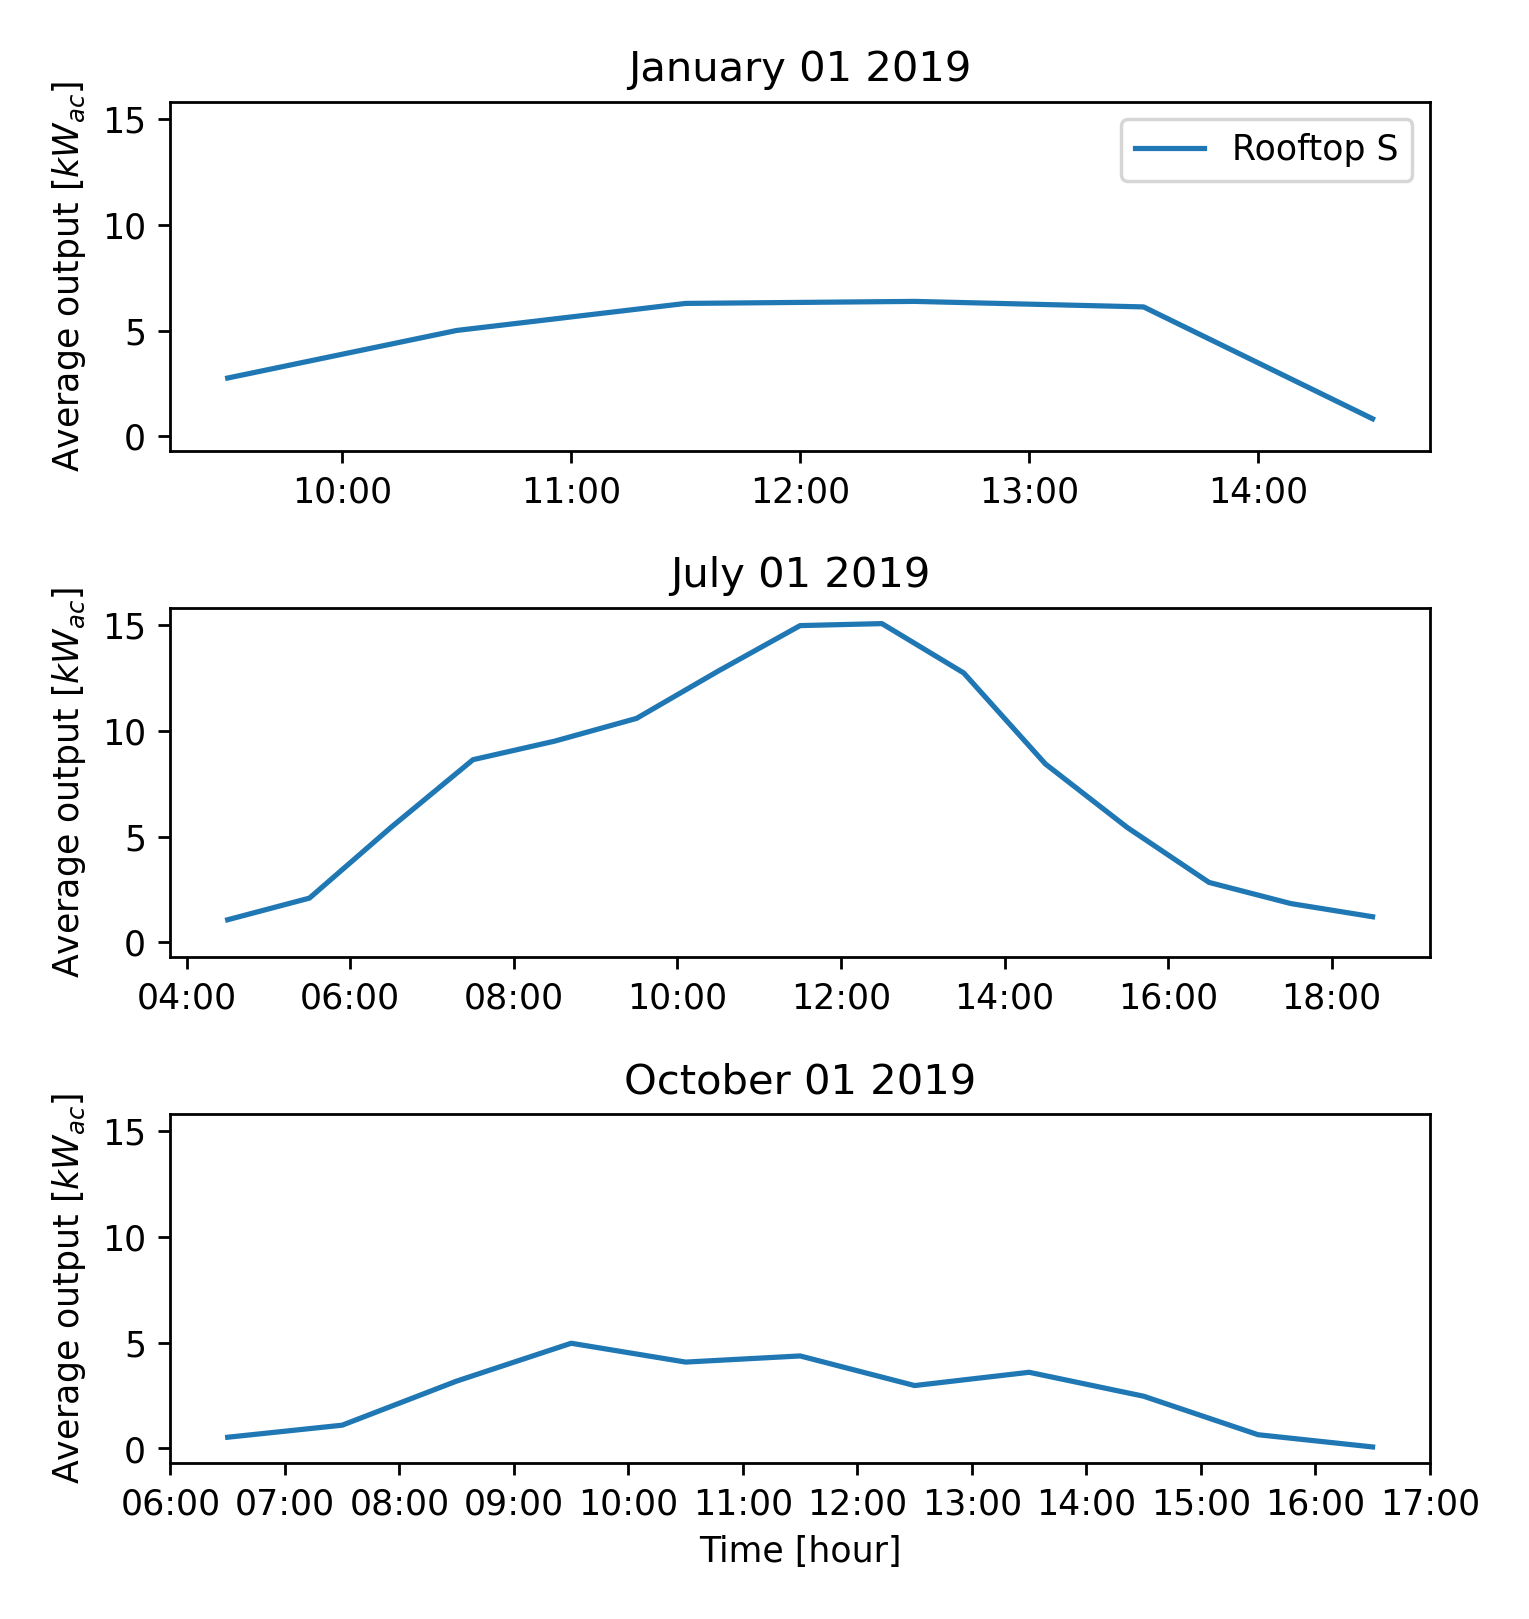 January 01 2019
Average output [kW_ac]
15
10
5
0
Rooftop S
10:00 11:00 12:00 13:00 14:00
July 01 2019
Average output [kW_ac]
15
10
5
0
04:00 06:00 08:00 10:00 12:00 14:00 16:00 18:00
October 01 2019
Average output [kW_ac]
15
10
5
0
06:00 07:00 08:00 09:00 10:00 11:00 12:00 13:00 14:00 15:00 16:00 17:00
Time [hour]